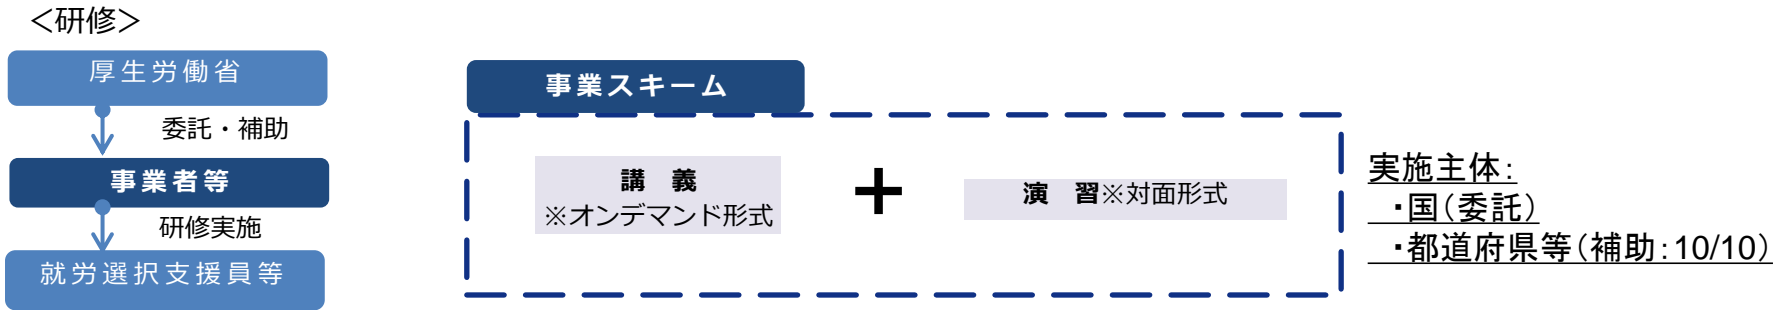 ＜研修＞
厚生労働省
委託・補助
事業者等
研修実施
就労選択支援員等
事業スキーム
講　義
※オンデマンド形式
＋
演　習※対面形式
実施主体：
・国（委託）
・都道府県等（補助：10/10）